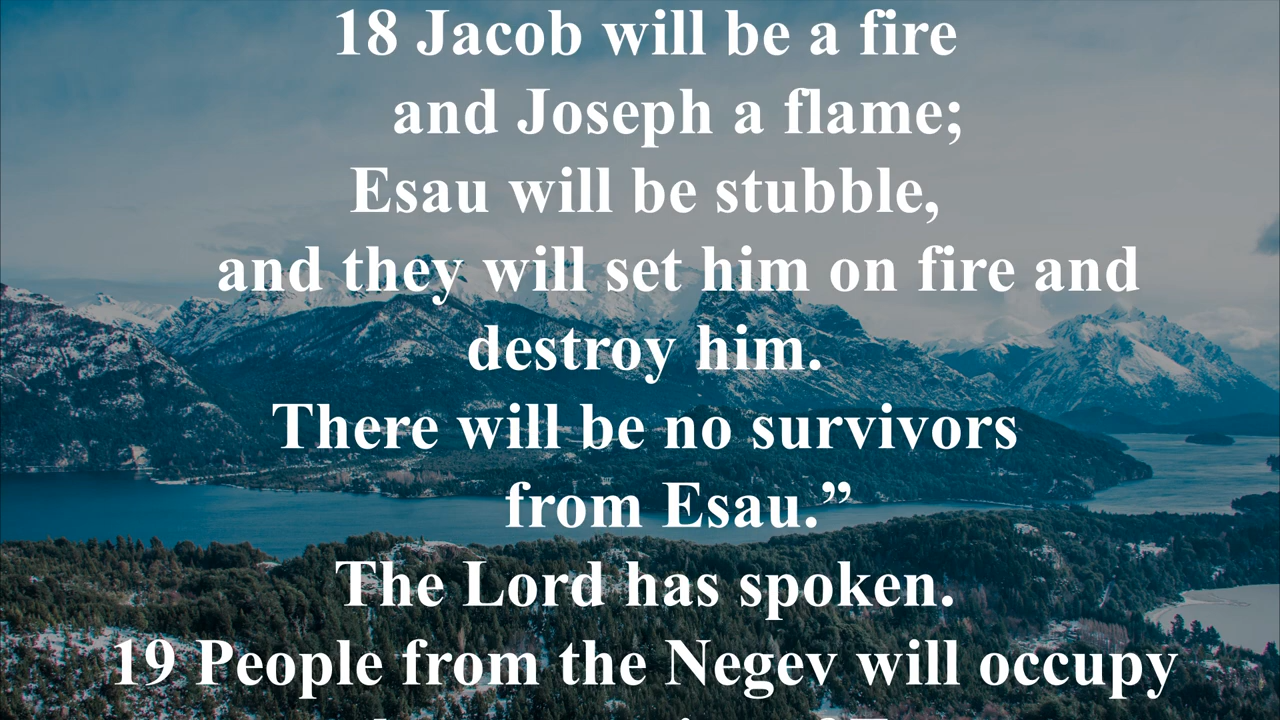 18 Jacob will be a fire
and Joseph a flame;
Esau will be stubble,
and they will set him on fire and
destroy him.
There will be no survivors
from Esau.”
The Lord has spoken.
19 People from the Negev will occupy